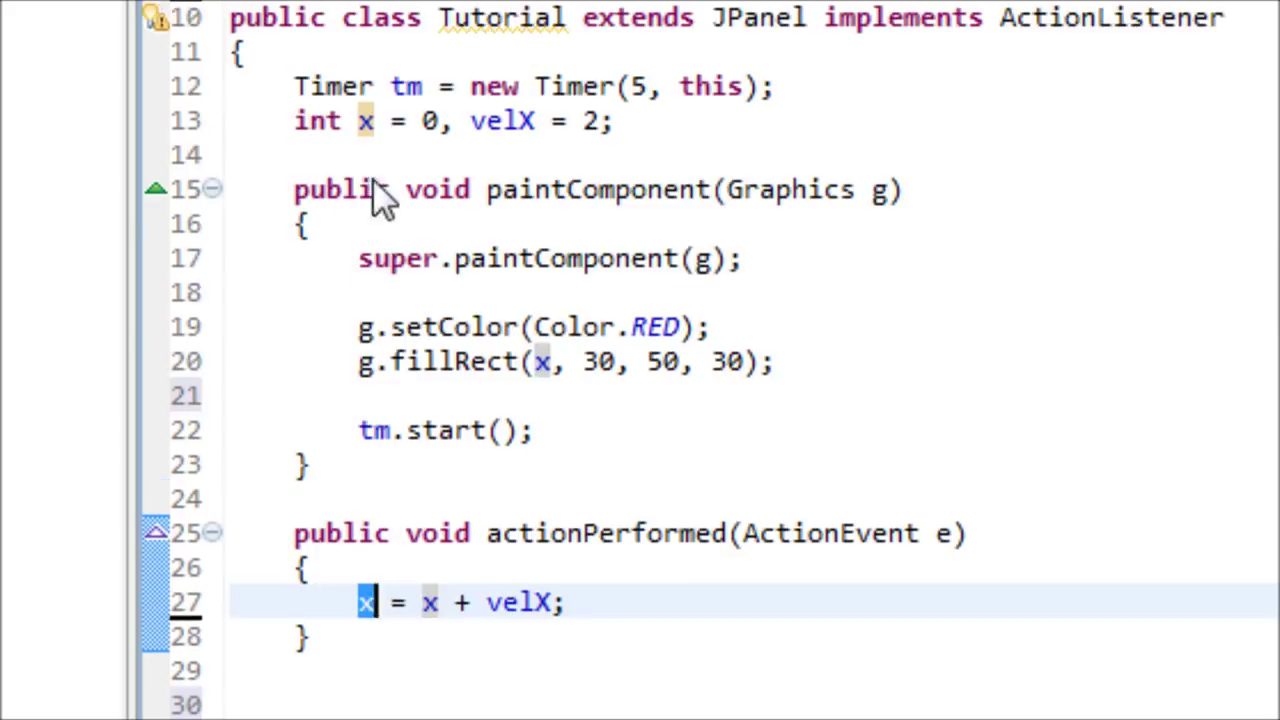 10 public class Tutorial extends JPanel implements ActionListener
11 {
12 Timer tm = new Timer(5, this);
13 int x = 0, velX = 2;
14
15 public void paintComponent(Graphics g)
16 {
17 super.paintComponent(g);
18
19 g.setColor(Color.RED);
20 g.fillRect(x, 30, 50, 30);
21
22 tm.start();
23 }
24
25 public void actionPerformed(ActionEvent e)
26 {
27 x = x + velX;
28 }
29
30